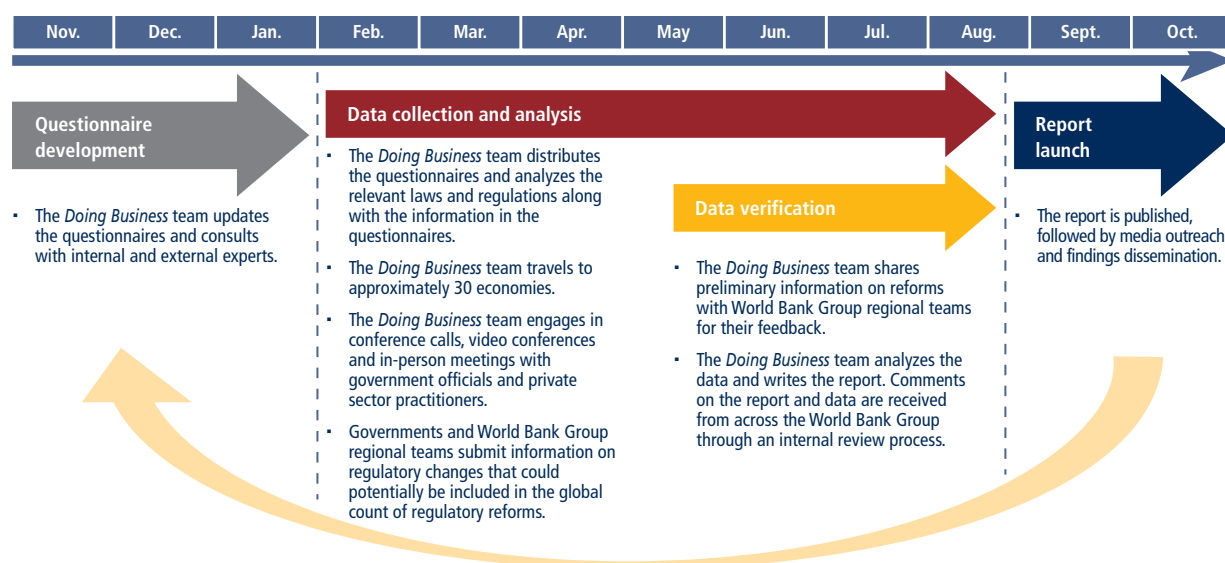 Nov. Dec. Jan. Feb. Mar. Apr. May Jun. Jul. Aug. Sept. Oct.
Questionnaire
development
▪ The Doing Business team updates
the questionnaires and consults
with internal and external experts.
Data collection and analysis
▪ The Doing Business team distributes
the questionnaires and analyzes the
relevant laws and regulations along
with the information in the
questionnaires.
▪ The Doing Business team travels to
approximately 30 economies.
▪ The Doing Business team engages in
conference calls, video conferences
and in-person meetings with
government officials and private
sector practitioners.
▪ Governments and World Bank Group
regional teams submit information on
regulatory changes that could
potentially be included in the global
count of regulatory reforms.
Data verification
▪ The Doing Business team shares
preliminary information on reforms
with World Bank Group regional teams
for their feedback.
▪ The Doing Business team analyzes the
data and writes the report. Comments
on the report and data are received
from across the World Bank Group
through an internal review process.
Report
launch
▪ The report is published,
followed by media outreach
and findings dissemination.